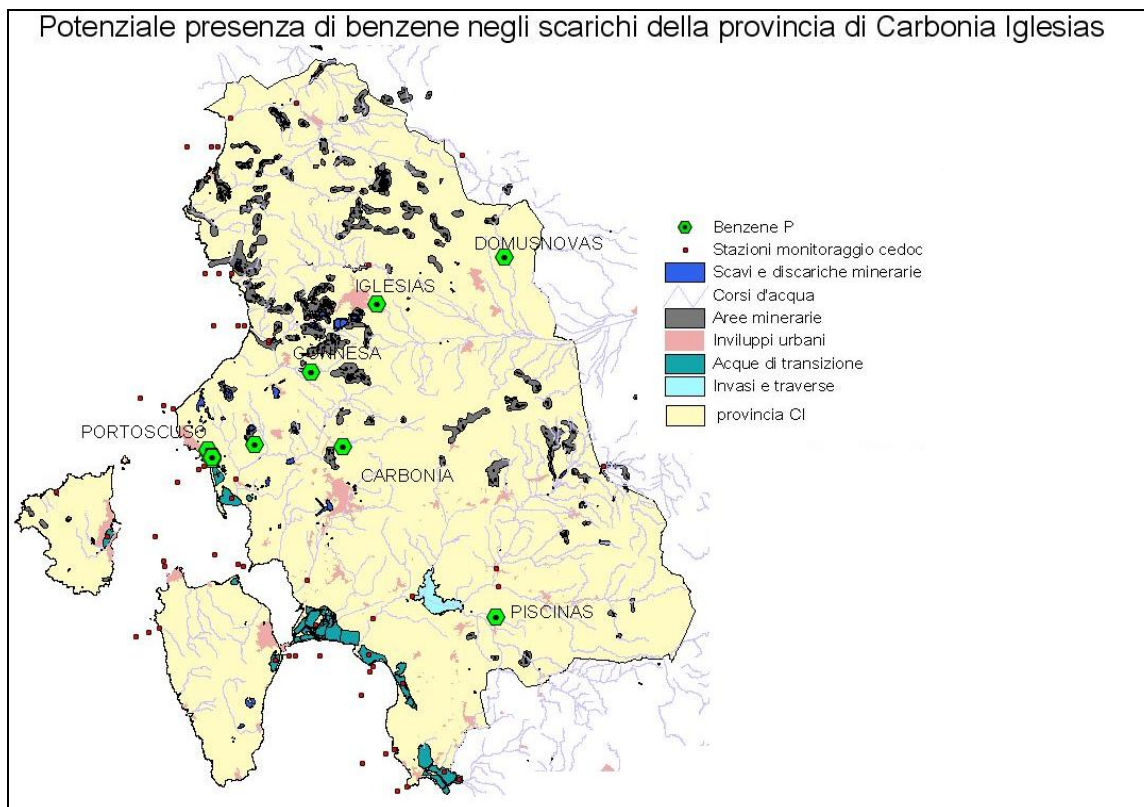 Potenziale presenza di benzene negli scarichi della provincia di Carbonia Iglesias
DOMUSNOVAS
IGLESIAS
GONNESA
PORTOSCUSO
CARBONIA
PISCINAS
Benzene P
Stazioni monitoraggio cedoc
Scavi e discariche minerarie
Corsi d'acqua
Aree minerarie
Inviluppi urbani
Acque di transizione
Invasi e traverse
provincia CI